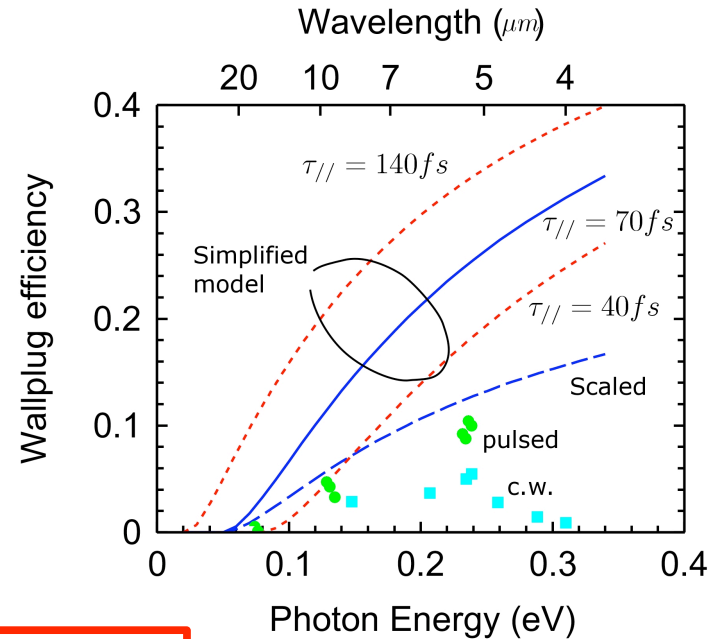 Wavelength (μm)
20 10 7 5 4
0.4
0.3
0.2
0.1
0
Wallplug efficiency
τ// = 140fs
τ// = 70fs
Simplified
model
τ// = 40fs
Scaled
pulsed
c.w.
0 0.1 0.2 0.3 0.4
Photon Energy (eV)